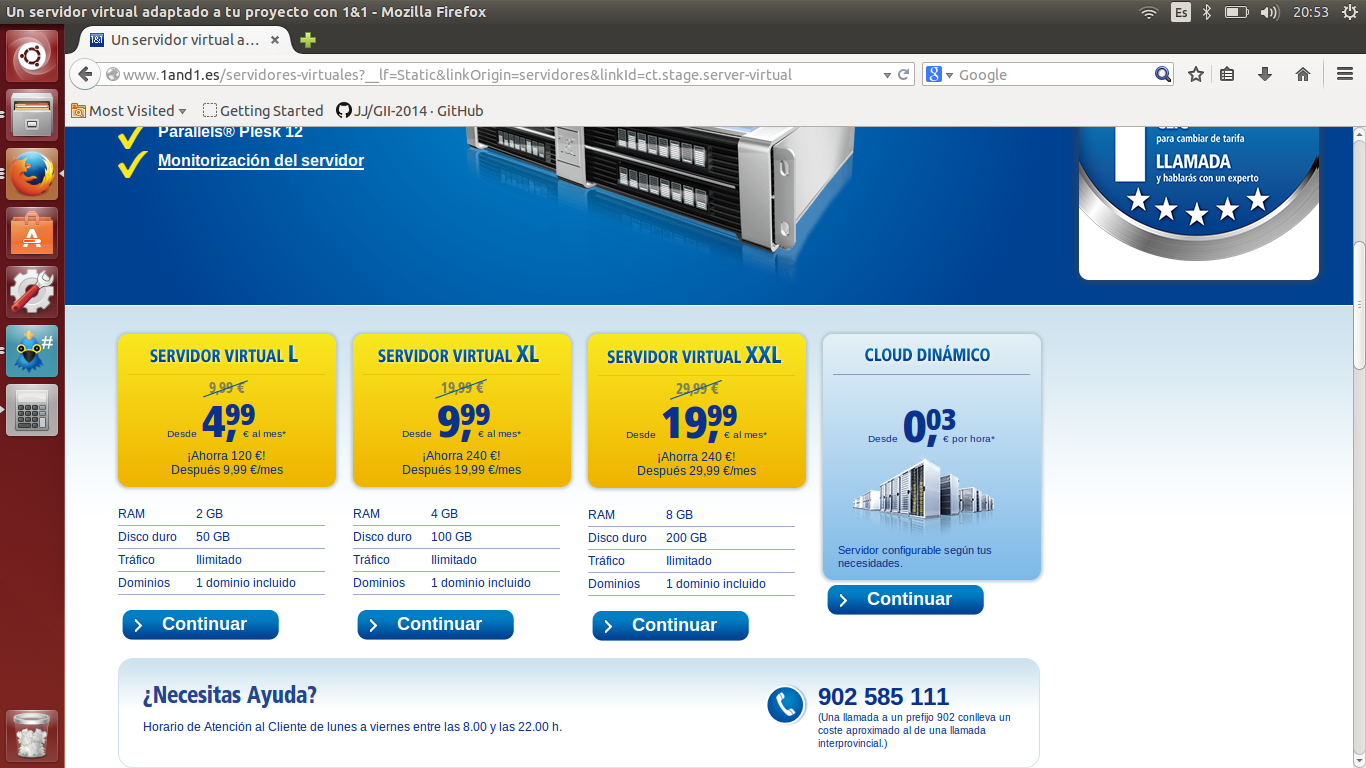 Un servidor virtual adaptado a tu proyecto con 1&1 - Mozilla Firefox
Es
20:53
1&1
Un servidor virtual a...
www.1and1.es/servidores-virtuales?__lf=Static&linkOrigin=servidores&linkId=ct.stage.server-virtual
Google
Most Visited
Getting Started
JJ/GII-2014 · GitHub
Parallels® Plesk 12
Monitorización del servidor
para cambiar de tarifa
LLAMADA
y hablarás con un experto
SERVIDOR VIRTUAL L
9,99 €
Desde 4,99 € al mes*
¡Ahorra 120 €!
Después 9,99 €/mes
RAM 2 GB
Disco duro 50 GB
Tráfico Ilimitado
Dominios 1 dominio incluido
Continuar
SERVIDOR VIRTUAL XL
19,99 €
Desde 9,99 € al mes*
¡Ahorra 240 €!
Después 19,99 €/mes
RAM 4 GB
Disco duro 100 GB
Tráfico Ilimitado
Dominios 1 dominio incluido
Continuar
SERVIDOR VIRTUAL XXL
29,99 €
Desde 19,99 € al mes*
¡Ahorra 240 €!
Después 29,99 €/mes
RAM 8 GB
Disco duro 200 GB
Tráfico Ilimitado
Dominios 1 dominio incluido
Continuar
CLOUD DINÁMICO
Desde 0,03 € por hora*
Servidor configurable según tus
necesidades.
Continuar
¿Necesitas Ayuda?
Horario de Atención al Cliente de lunes a viernes entre las 8.00 y las 22.00 h.
902 585 111
(Una llamada a un prefijo 902 conlleva un
coste aproximado al de una llamada
interprovincial.)